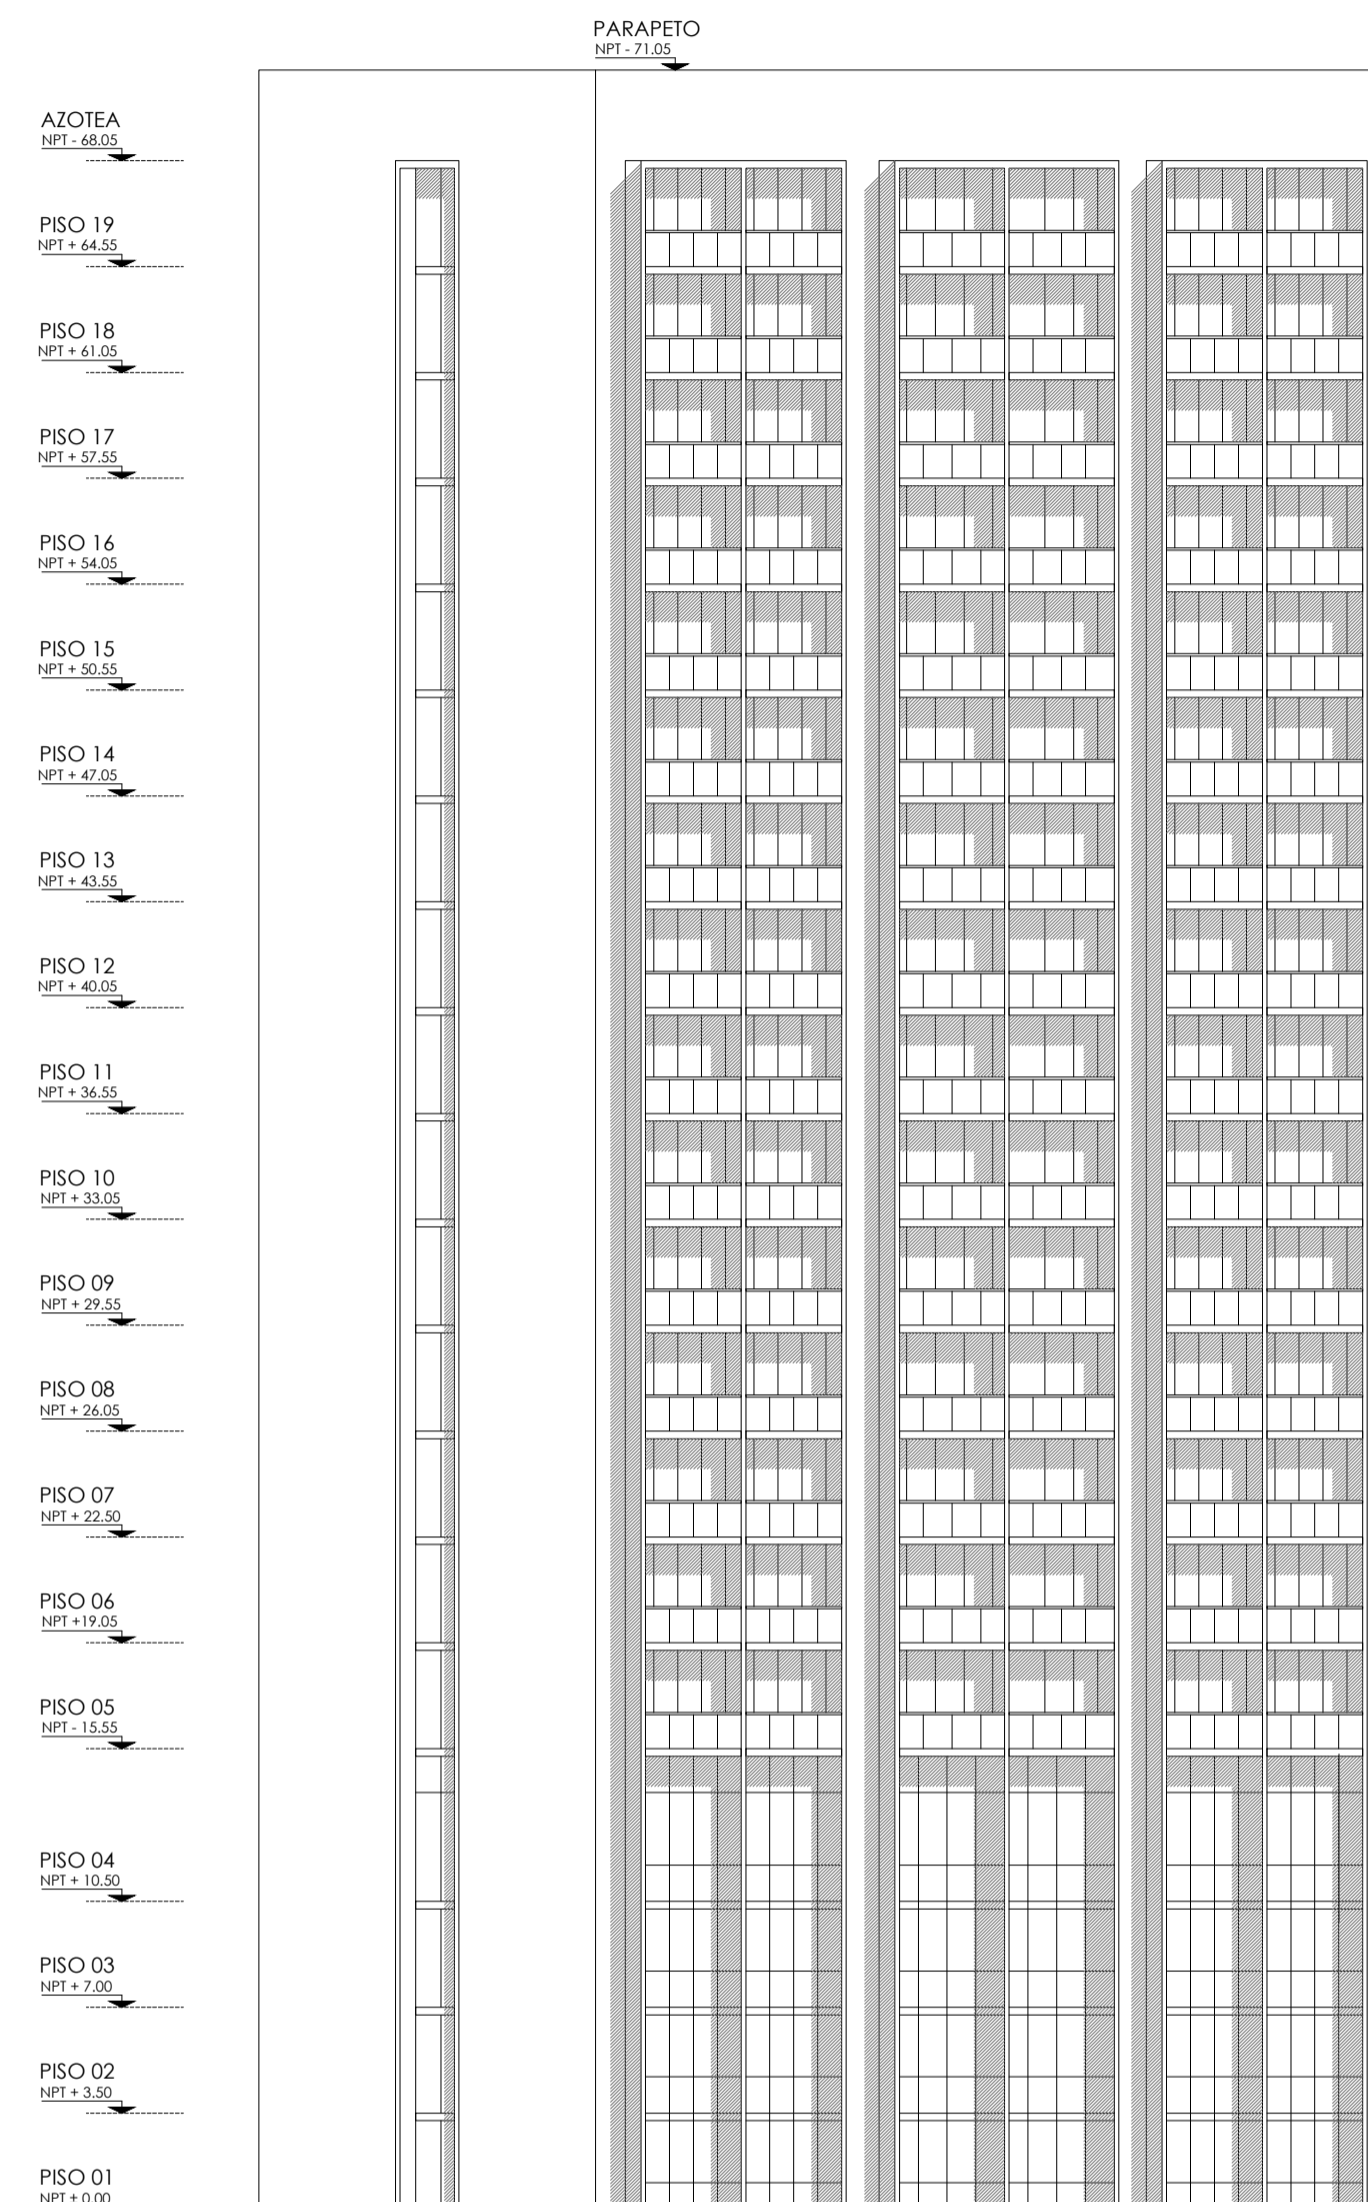 PARAPETO
NPT - 71.05
AZOTEA
NPT - 68.05
PISO 19
NPT + 64.55
PISO 18
NPT + 61.05
PISO 17
NPT + 57.55
PISO 16
NPT + 54.05
PISO 15
NPT + 50.55
PISO 14
NPT + 47.05
PISO 13
NPT + 43.55
PISO 12
NPT + 40.05
PISO 11
NPT + 36.55
PISO 10
NPT + 33.05
PISO 09
NPT + 29.55
PISO 08
NPT + 26.05
PISO 07
NPT + 22.50
PISO 06
NPT +19.05
PISO 05
NPT - 15.55
PISO 04
NPT + 10.50
PISO 03
NPT + 7.00
PISO 02
NPT + 3.50
PISO 01
NPT + 0.00